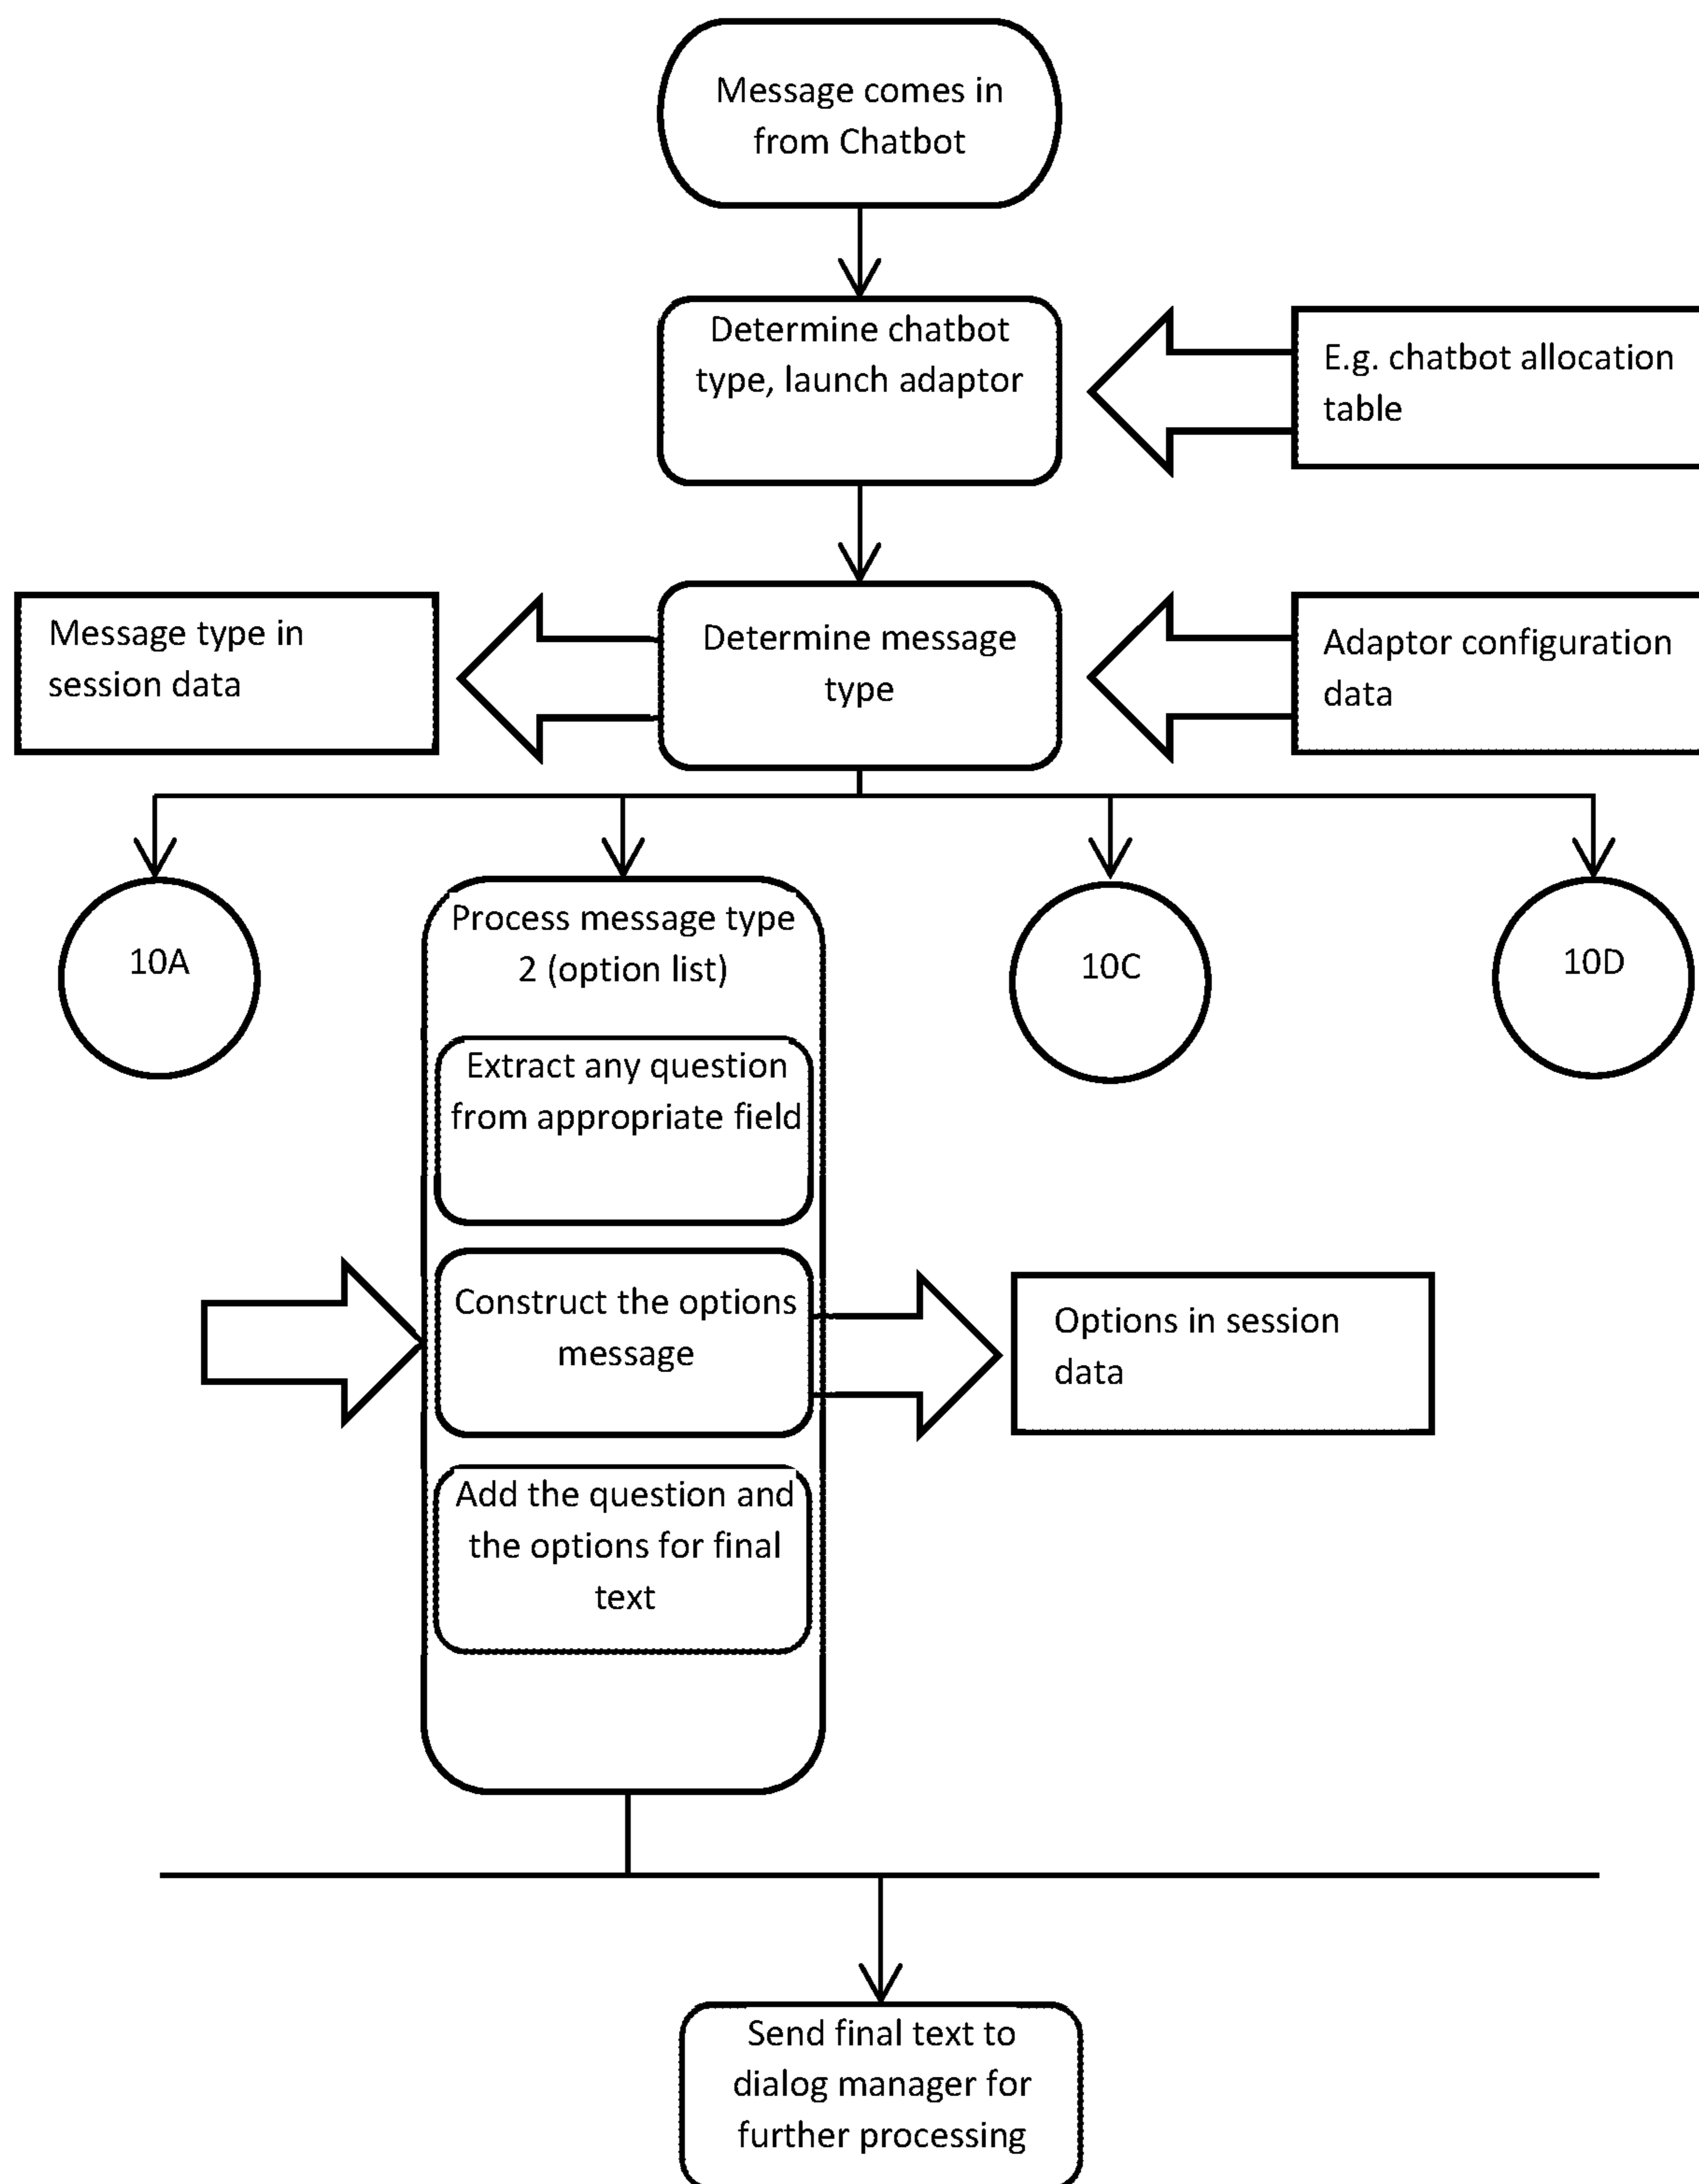 Message comes in
from Chatbot
Determine chatbot
type, launch adaptor
E.g. chatbot allocation
table
Message type in
session data
Determine message
type
Adaptor configuration
data
10A
Process message type
2 (option list)
10C
10D
Extract any question
from appropriate field
Construct the options
message
Options in session
data
Add the question and
the options for final
text
Send final text to
dialog manager for
further processing